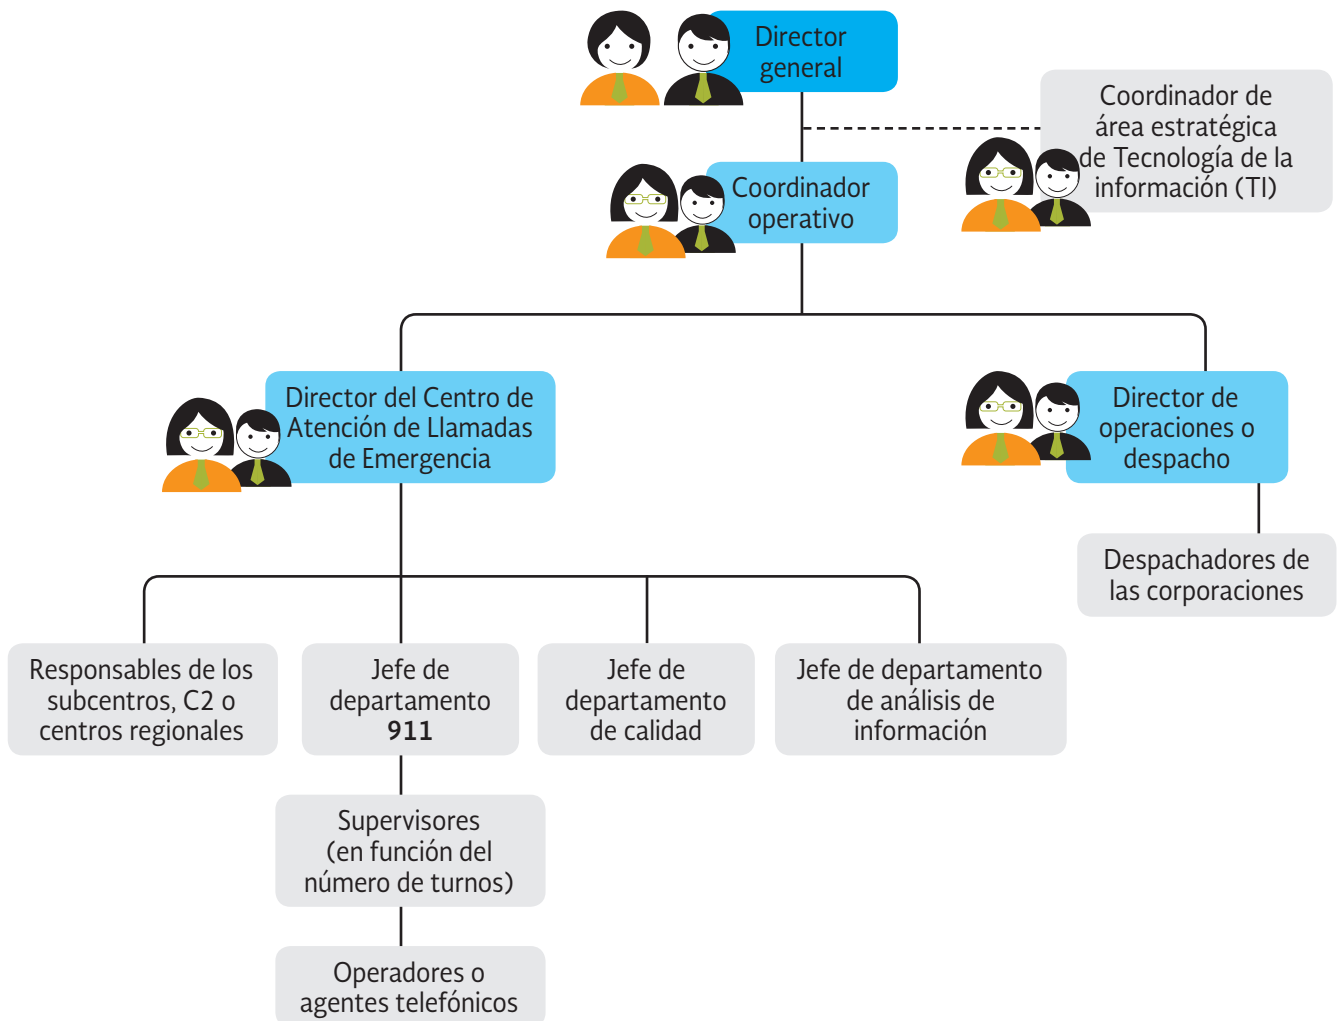 Director
general
Coordinador de
área estratégica
de Tecnología de la
información (TI)
Coordinador
operativo
Director del Centro de
Atención de Llamadas
de Emergencia
Director de
operaciones o
despacho
Despachadores de
las corporaciones
Responsables de los
subcentros, C2 o
centros regionales
Jefe de
departamento
911
Jefe de
departamento
de calidad
Jefe de departamento
de análisis de
información
Supervisores
(en función del
número de turnos)
Operadores o
agentes telefónicos